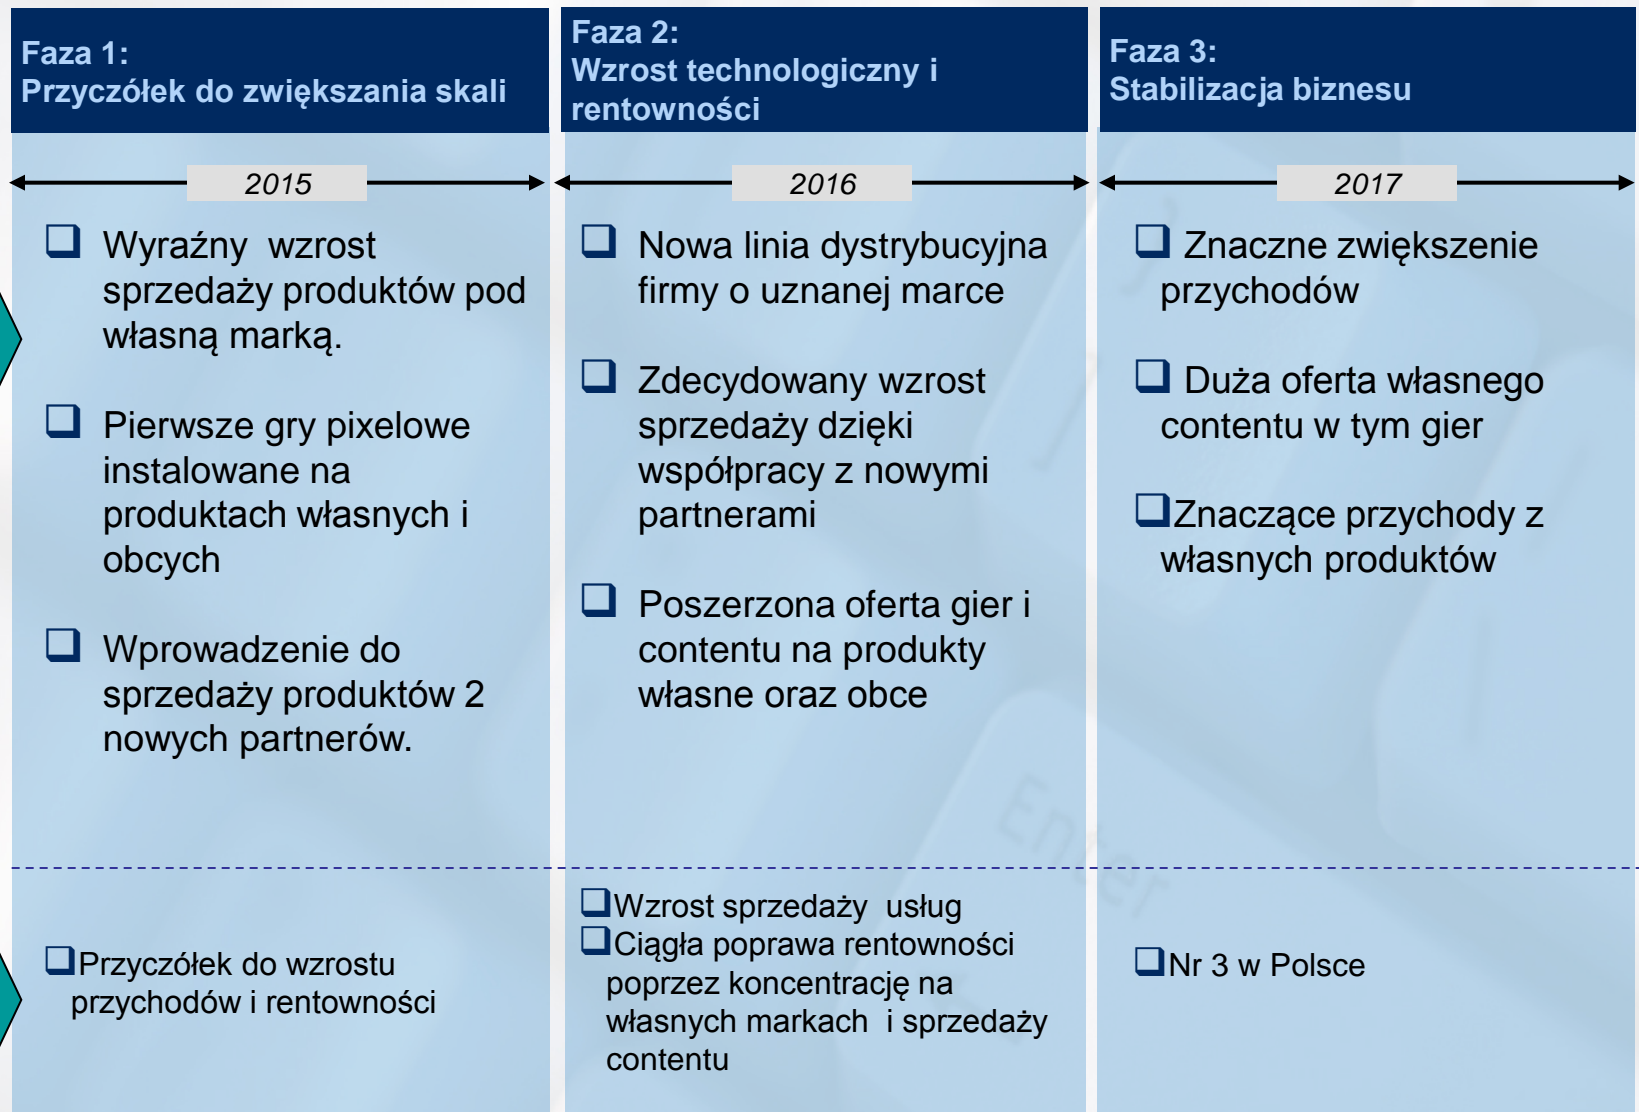 Faza 1:
Przyczółek do zwiększania skali
2015
Wyraźny wzrost
sprzedaży produktów pod
własną marką.
Pierwsze gry pixelowe
instalowane na
produktach własnych i
obcych
Wprowadzenie do
sprzedaży produktów 2
nowych partnerów.
Przyczółek do wzrostu
przychodów i rentowności
Faza 2:
Wzrost technologiczny i
rentowności
2016
Nowa linia dystrybucyjna
firmy o uznanej marce
Zdecydowany wzrost
sprzedaży dzięki
współpracy z nowymi
partnerami
Poszerzona oferta gier i
contentu na produkty
własne oraz obce
Wzrost sprzedaży usług
Ciągła poprawa rentowności
poprzez koncentrację na
własnych markach i sprzedaży
contentu
Faza 3:
Stabilizacja biznesu
2017
Znaczne zwiększenie
przychodów
Duża oferta własnego
contentu w tym gier
Znaczące przychody z
własnych produktów
Nr 3 w Polsce
Enter